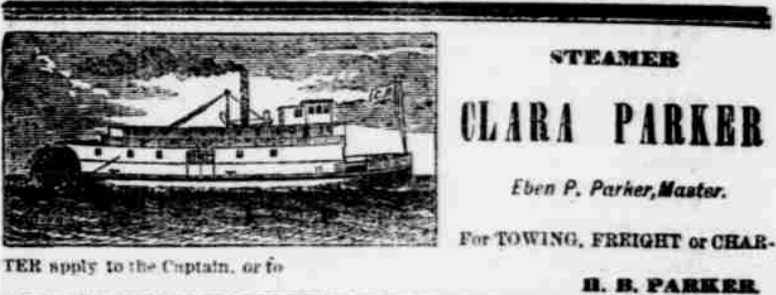 STEAMER
CLARA PARKER
Eben P. Parker, Master.
For TOWING, FREIGHT or CHAR-
TER apply to the Captain, or to
H. B. PARKER.